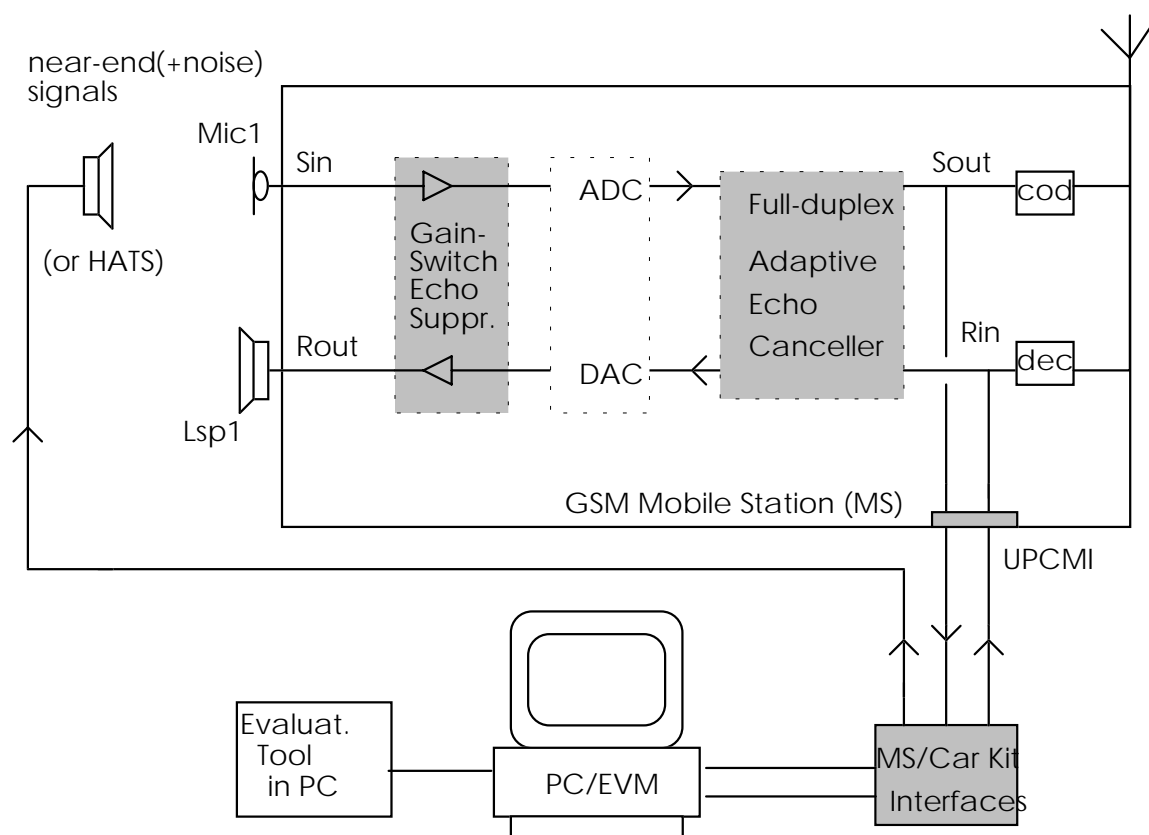 near-end(+noise)
signals
Mic1
Sin
Sout
ADC
cod
Full-duplex
Adaptive
Echo
Canceller
Gain-
Switch
Echo
Suppr.
(or HATS)
Rout
Rin
DAC
dec
Lsp1
GSM Mobile Station (MS)
UPCMI
Evaluat.
Tool
in PC
PC/EVM
MS/Car Kit
Interfaces